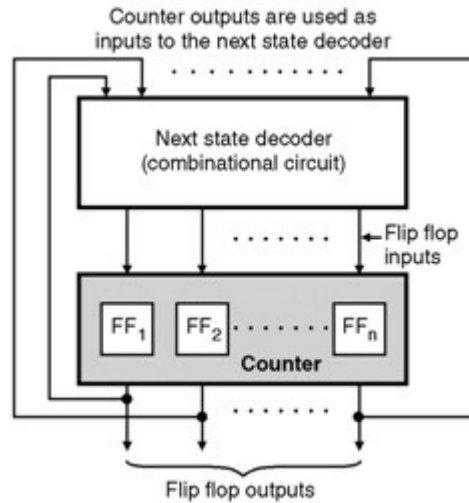 Counter outputs are used as
inputs to the next state decoder
Next state decoder
(combinational circuit)
Flip flop
inputs
FF1 FF2 FFn
Counter
Flip flop outputs